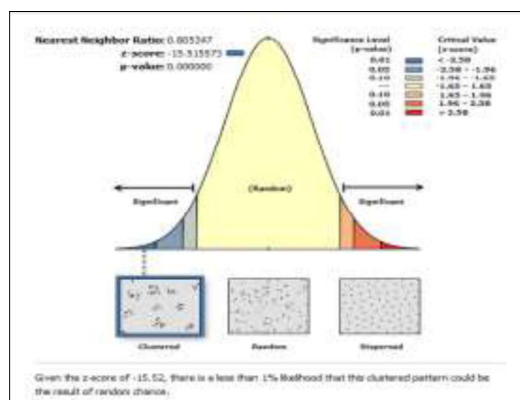 Nearest Neighbor Ratio: 0.805247
z-score: -15.515573
p-value: 0.000000
Significance Level
(p-value)
Critical Value
(z-score)
0.01 < -2.58
0.05 -2.58 - -1.96
0.10 -1.96 - -1.65
--- -1.65 - 1.65
0.10 1.65 - 1.96
0.05 1.96 - 2.58
0.01 > 2.58
Significant
(Random)
Significant
Clustered
Random
Dispersed
Given the z-score of -15.52, there is a less than 1% likelihood that this clustered pattern could be
the result of random chance.